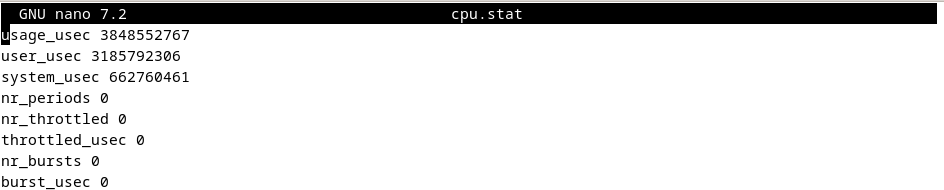 GNU nano 7.2 cpu.stat
usage_usec 3848552767
user_usec 3185792306
system_usec 662760461
nr_periods 0
nr_throttled 0
throttled_usec 0
nr_bursts 0
burst_usec 0